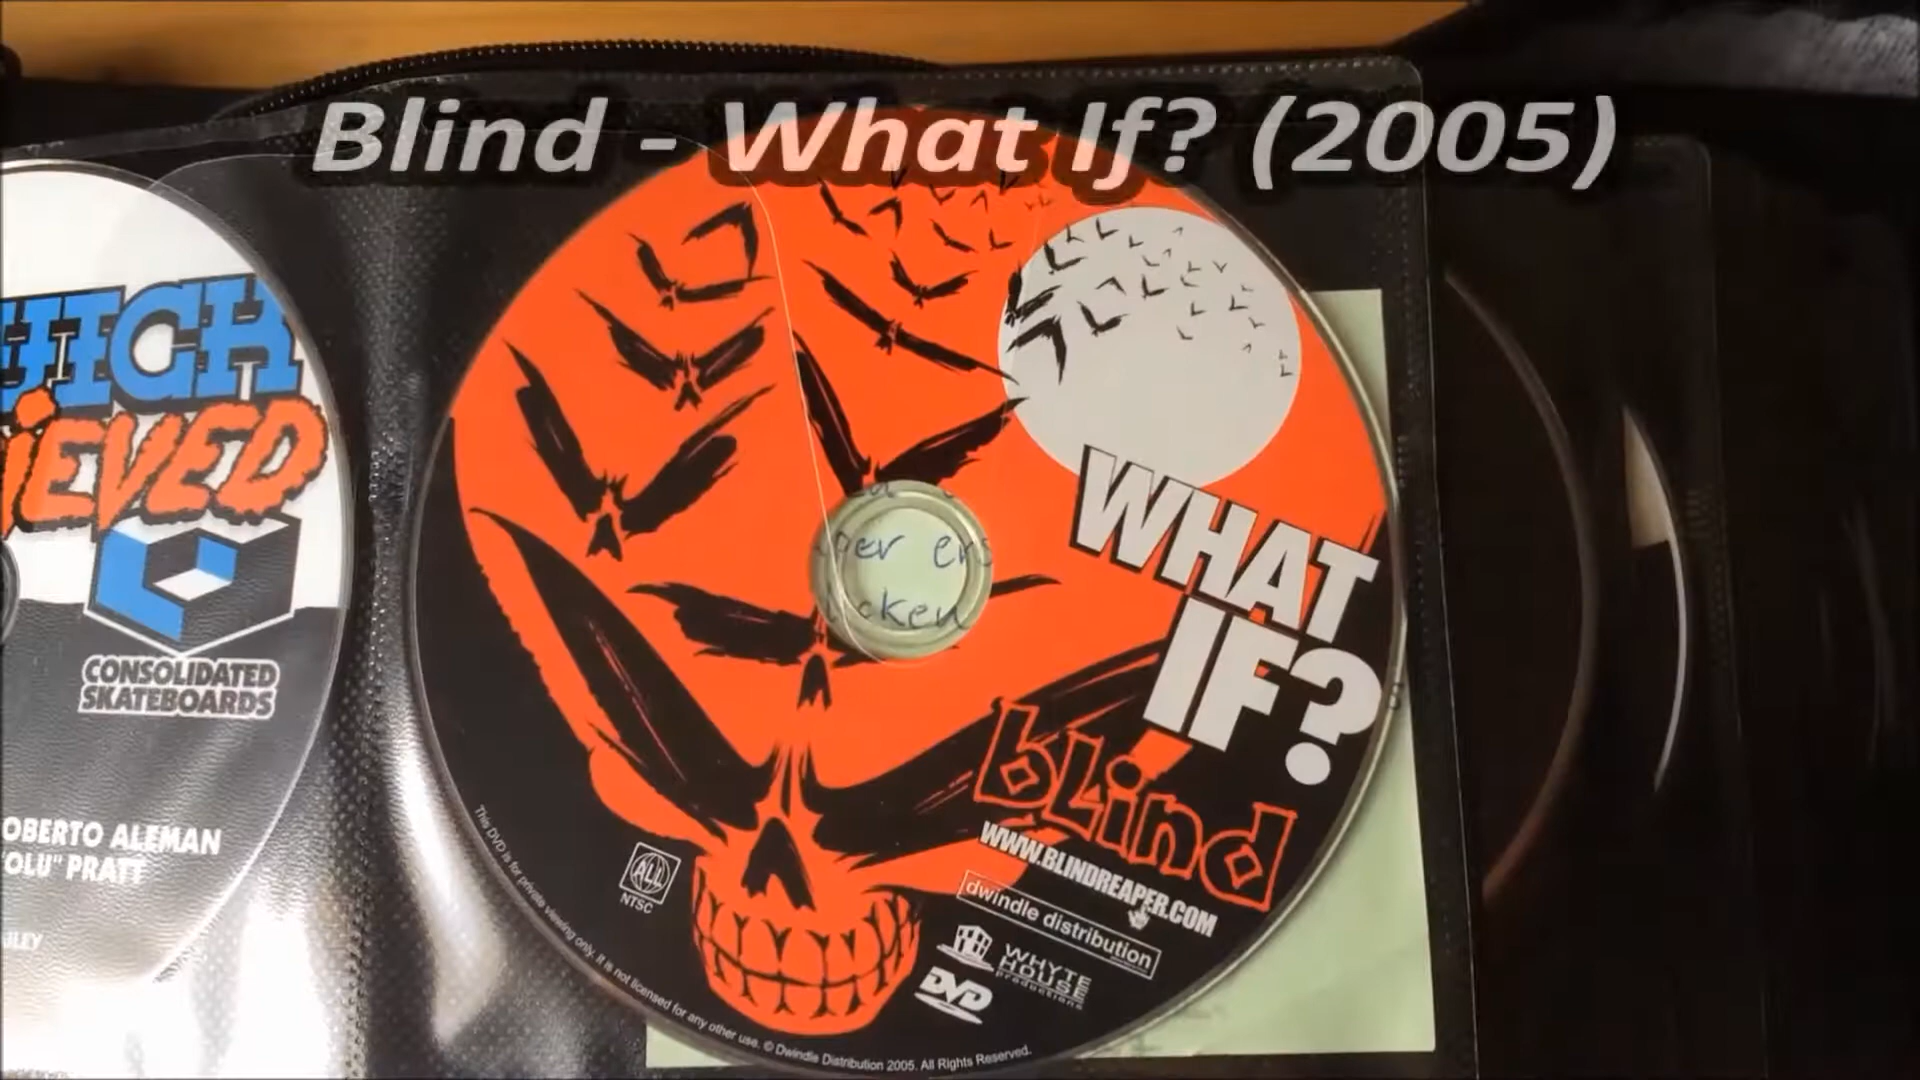 Blind - What If? (2005)
CONSOLIDATED
SKATEBOARDS
OBERTO ALEMAN
OLU" PRATT
WHAT
IF?
blind
WWW.BLINDREAPER.COM
dwindle distribution
WHYTE
HOUSE
productions
DVD
ALL
NTSC
This DVD is for private viewing only. It is not licensed for any other use. © Dwindle Distribution 2005. All Rights Reserved.